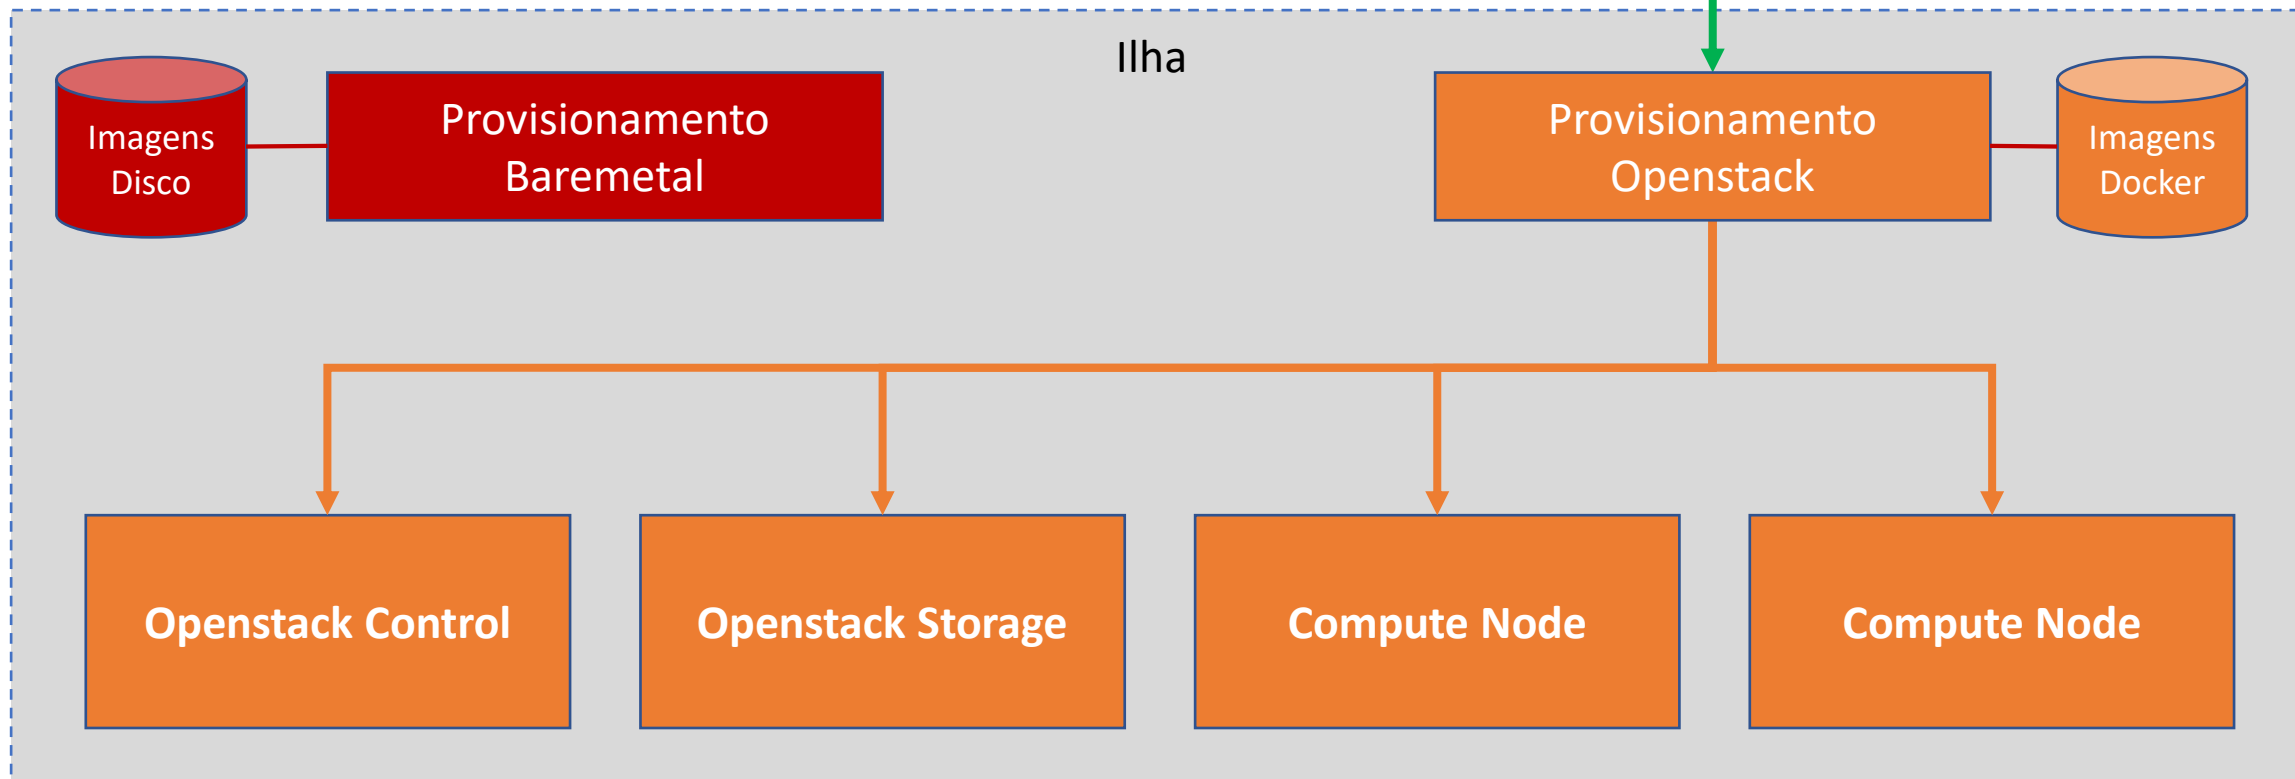 Ilha
Imagens
Disco
Provisionamento
Baremetal
Provisionamento
Openstack
Imagens
Docker
Openstack Control
Openstack Storage
Compute Node
Compute Node